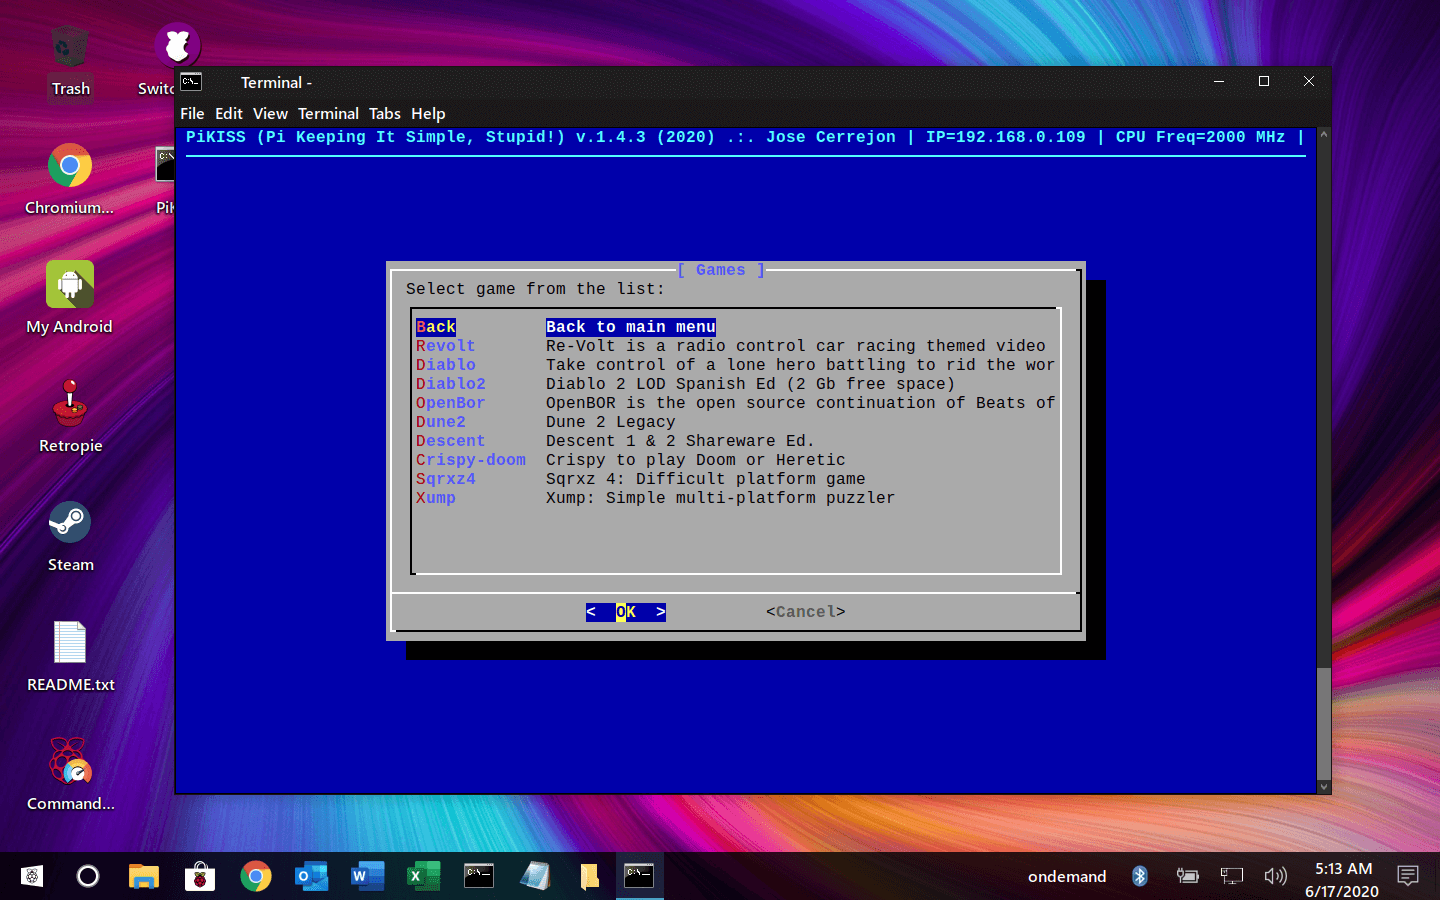 Trash
Switc
Terminal -
File Edit View Terminal Tabs Help
PiKISS (Pi Keeping It Simple, Stupid!) v.1.4.3 (2020) .:. Jose Cerrejon | IP=192.168.0.109 | CPU Freq=2000 MHz |
Chromium...
PiK
My Android
Retropie
Steam
README.txt
Command...
[ Games ]
Select game from the list:
Back Back to main menu
Revolt Re-Volt is a radio control car racing themed video
Diablo Take control of a lone hero battling to rid the wor
Diablo2 Diablo 2 LOD Spanish Ed (2 Gb free space)
OpenBor OpenBOR is the open source continuation of Beats of
Dune2 Dune 2 Legacy
Descent Descent 1 & 2 Shareware Ed.
Crispy-doom Crispy to play Doom or Heretic
Sqrxz4 Sqrxz 4: Difficult platform game
Xump Xump: Simple multi-platform puzzler
< OK > <Cancel>
ondemand
5:13 AM
6/17/2020